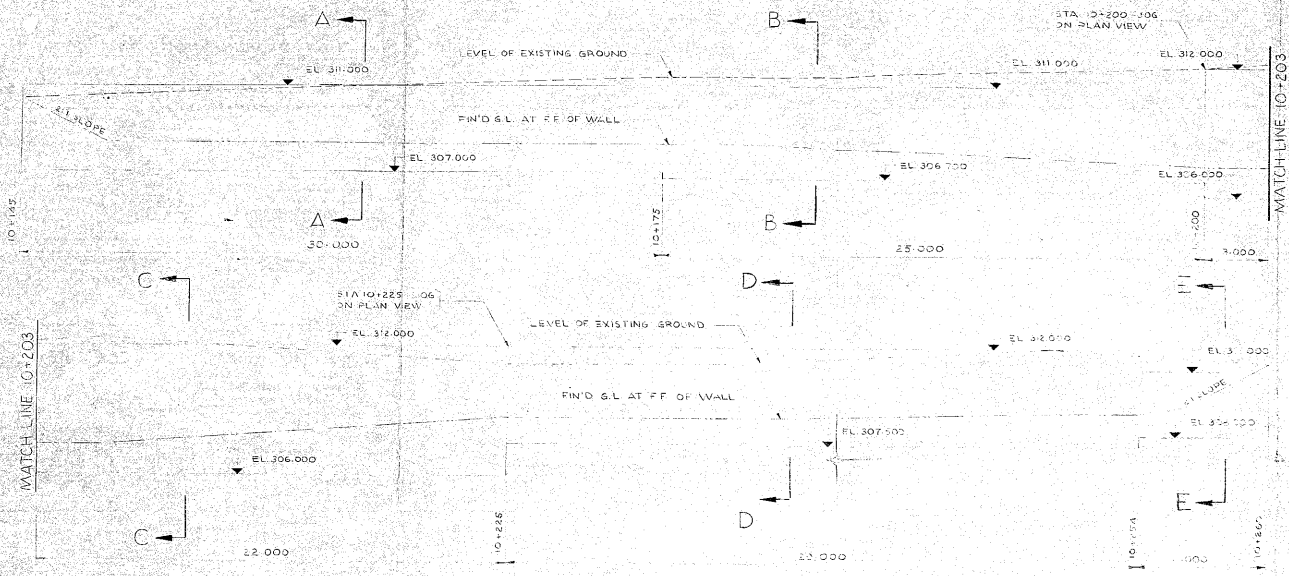 A
B
STA 10+200
ON PLAN VIEW
LEVEL OF EXISTING GROUND
EL 312.000
EL 311.000
EL 311.000
2:1 SLOPE
FIN'D G.L. AT F.F. OF WALL
EL 307.000
EL 306.700
EL 306.000
MATCH LINE 10+203
10+145
10+175
A
B
30.000
25.000
3.000
C
D
E
STA 10+225
ON PLAN VIEW
LEVEL OF EXISTING GROUND
EL 312.000
EL 312.000
MATCH LINE 10+203
SLOPE
FIN'D G.L. AT F.F. OF WALL
EL 307.500
EL 306.000
C
D
E
10+225
22.000